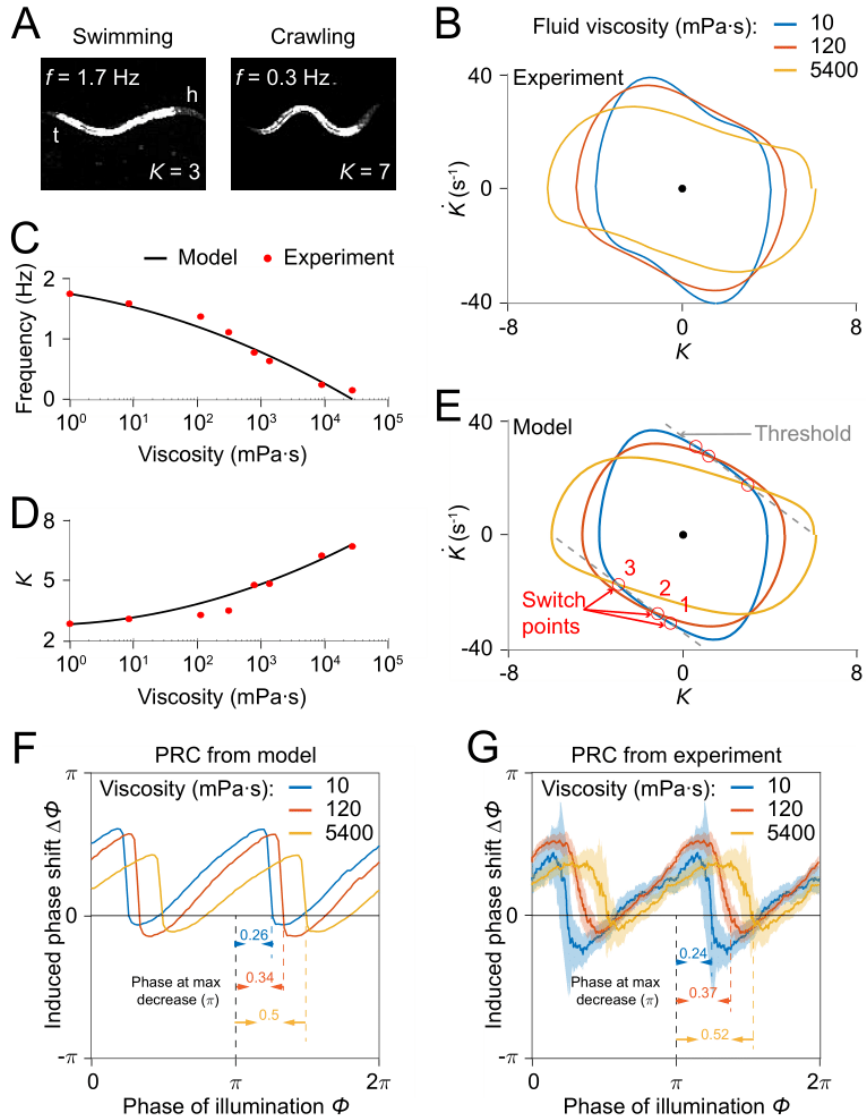 A
Swimming
Crawling
f = 1.7 Hz
h
t
K = 3
f = 0.3 Hz
K = 7
B
Fluid viscosity (mPa·s):
10
120
5400
Experiment
40
0
-40
K̇ (s⁻¹)
-8
0
8
K
C
Model
Experiment
Frequency (Hz)
2
1
0
10⁰
10¹
10²
10³
10⁴
10⁵
Viscosity (mPa·s)
D
K
8
5
2
10⁰
10¹
10²
10³
10⁴
10⁵
Viscosity (mPa·s)
E
Model
Threshold
40
0
-40
K̇ (s⁻¹)
3
2
1
Switch
points
-8
0
8
K
F
PRC from model
Viscosity (mPa·s):
10
120
5400
Induced phase shift ΔΦ
π
0
-π
0.26
0.34
0.5
Phase at max
decrease (π)
0
π
2π
Phase of illumination Φ
G
PRC from experiment
Viscosity (mPa·s):
10
120
5400
Induced phase shift ΔΦ
π
0
-π
0.24
0.37
0.52
Phase at max
decrease (π)
0
π
2π
Phase of illumination Φ